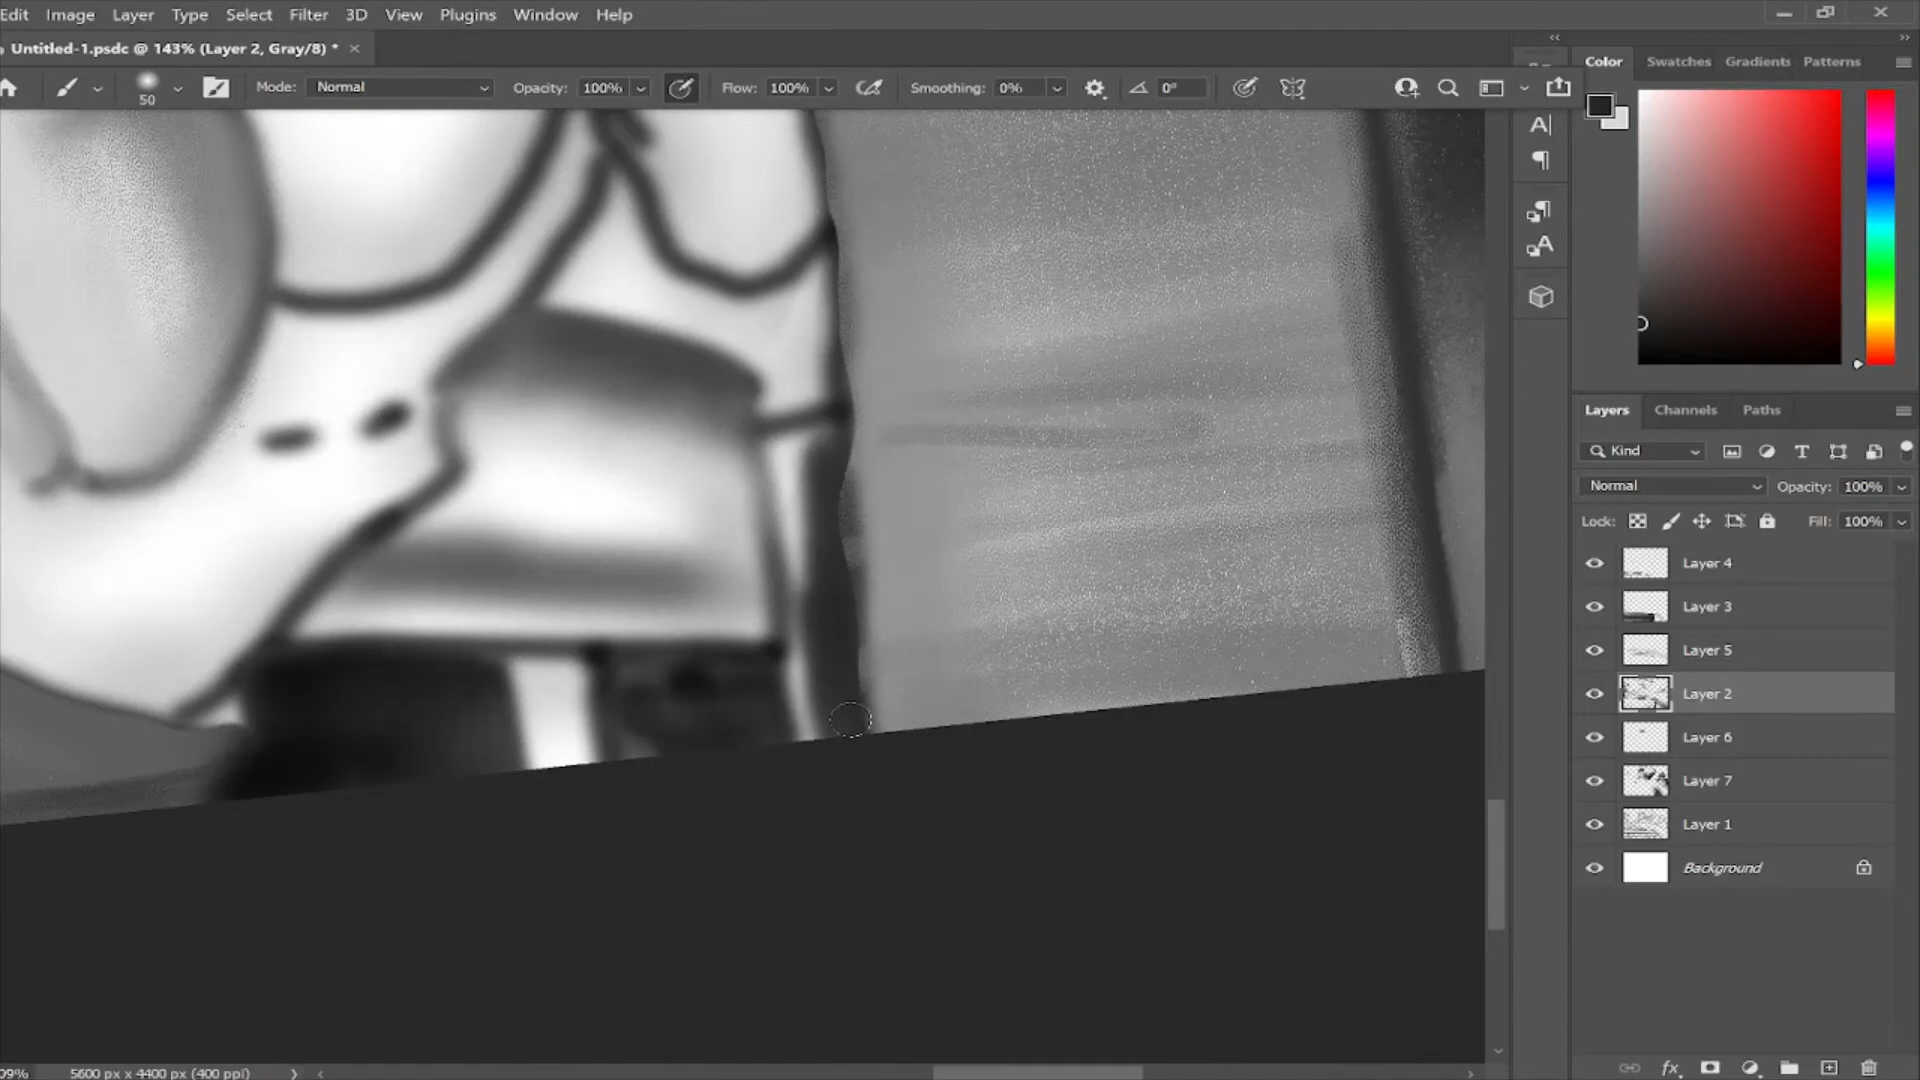 Edit Image Layer Type Select Filter 3D View Plugins Window Help
Untitled-1.psdc @ 143% (Layer 2, Gray/8) *
50 Mode: Normal Opacity: 100% Flow: 100% Smoothing: 0% 0°
Color Swatches Gradients Patterns
Layers Channels Paths
Kind
Normal Opacity: 100%
Lock: Fill: 100%
Layer 4
Layer 3
Layer 5
Layer 2
Layer 6
Layer 7
Layer 1
Background
fx
09% 5600 px x 4400 px (400 ppi)